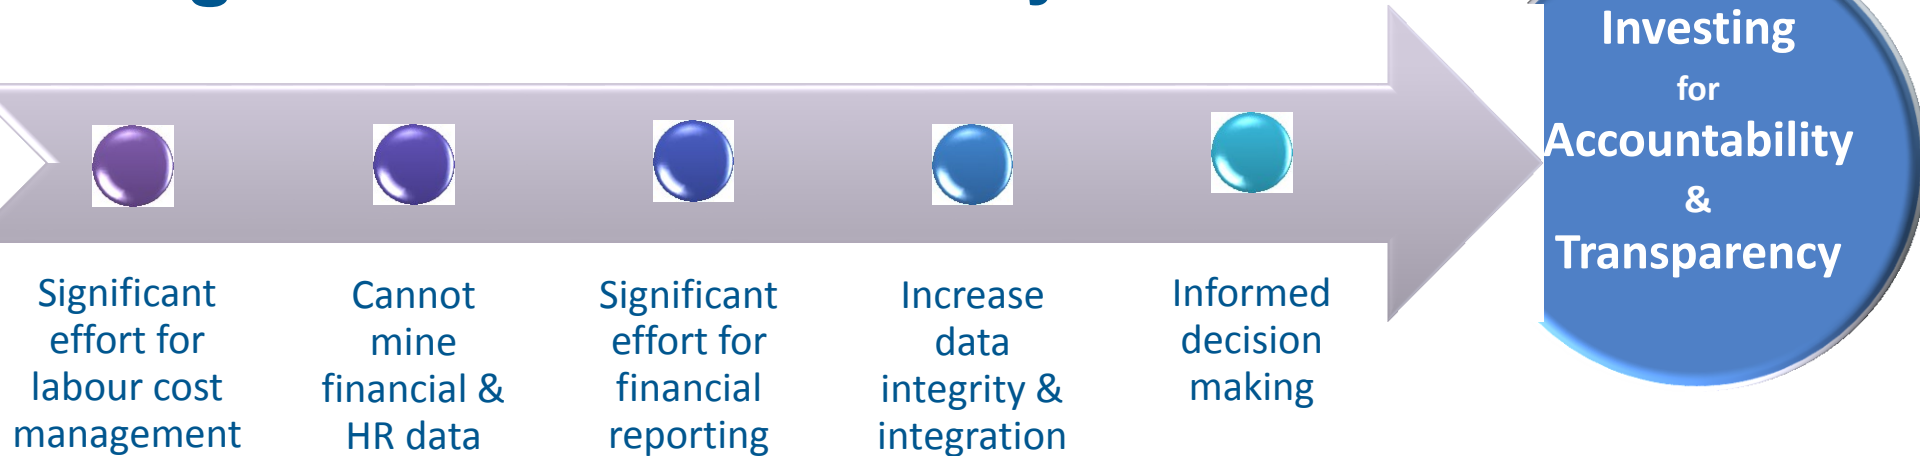 Significant
effort for
labour cost
management
Cannot
mine
financial &
HR data
Significant
effort for
financial
reporting
Increase
data
integrity &
integration
Informed
decision
making
Investing
for
Accountability
&
Transparency